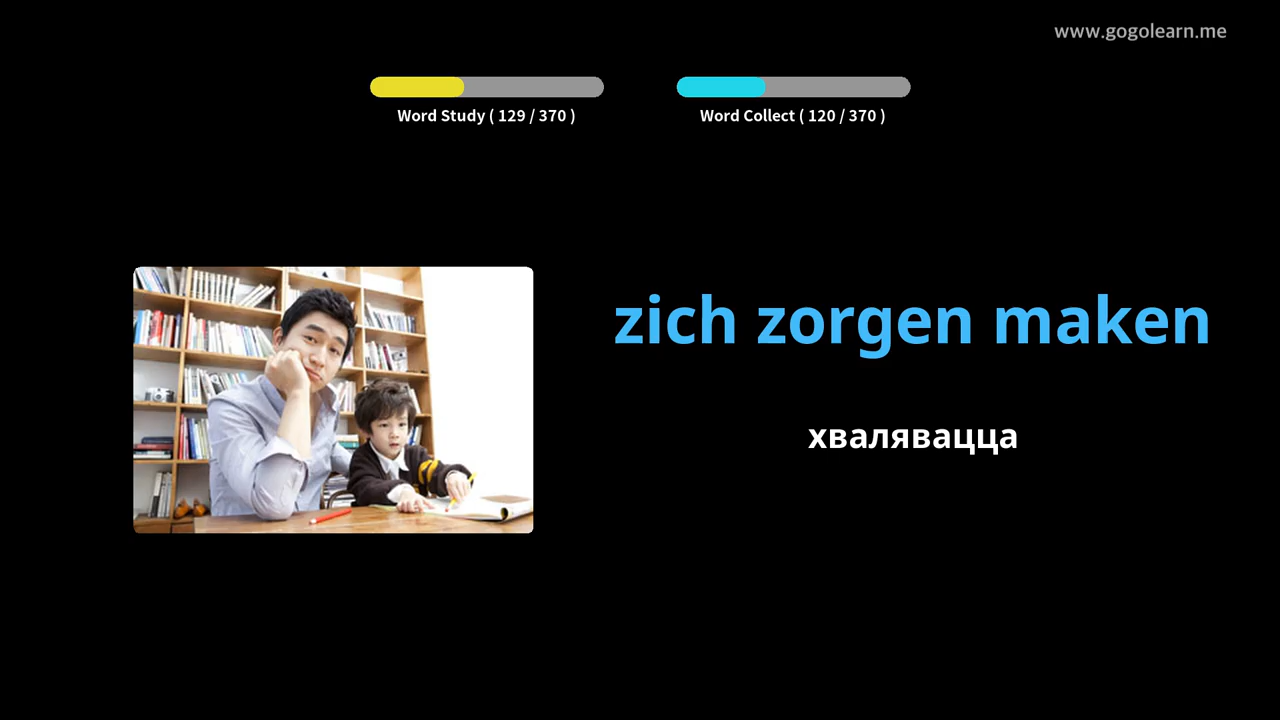 www.gogolearn.me
Word Study ( 129 / 370 )
Word Collect ( 120 / 370 )
zich zorgen maken
хвалявацца